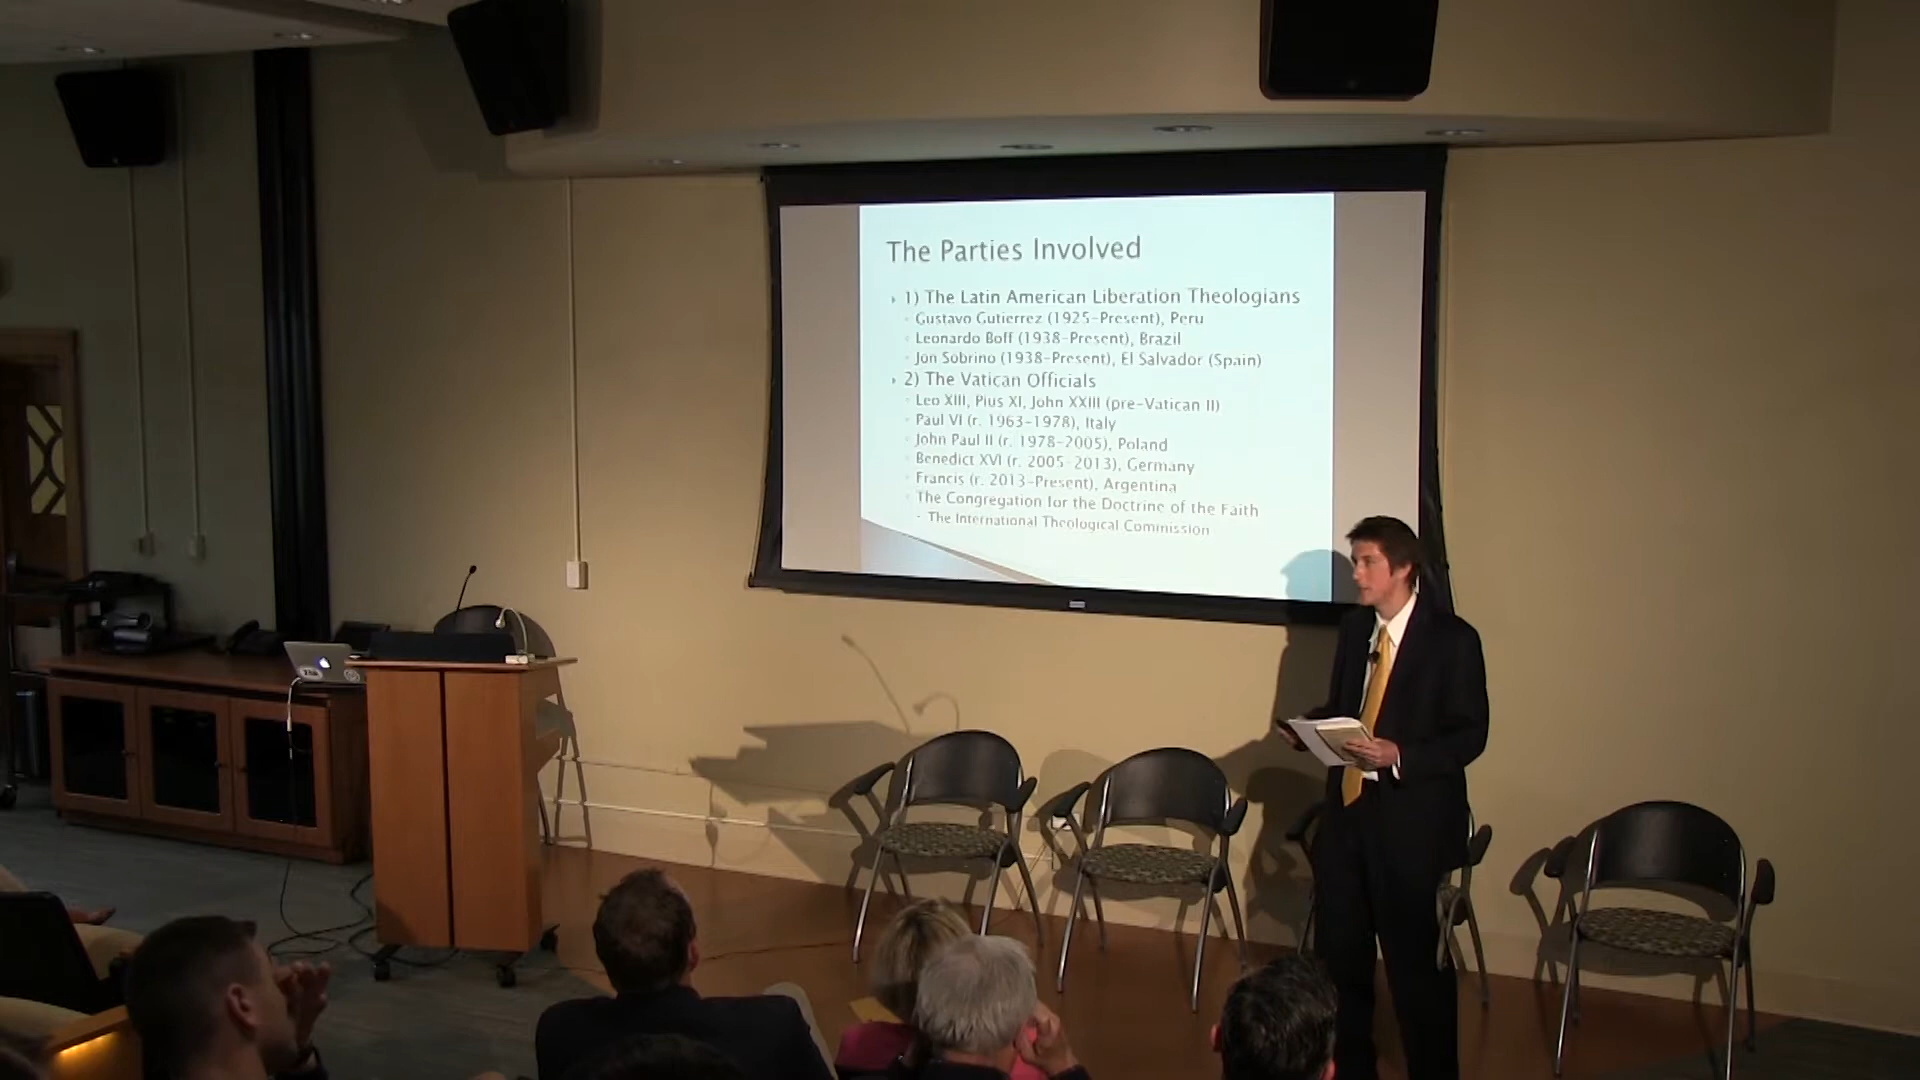 The Parties Involved
1) The Latin American Liberation Theologians
Gustavo Gutierrez (1925-Present), Peru
Leonardo Boff (1938-Present), Brazil
Jon Sobrino (1938-Present), El Salvador (Spain)
2) The Vatican Officials
Leo XIII, Pius XI, John XXIII (pre-Vatican II)
Paul VI (r. 1963-1978), Italy
John Paul II (r. 1978-2005), Poland
Benedict XVI (r. 2005-2013), Germany
Francis (r. 2013-Present), Argentina
The Congregation for the Doctrine of the Faith
- The International Theological Commission